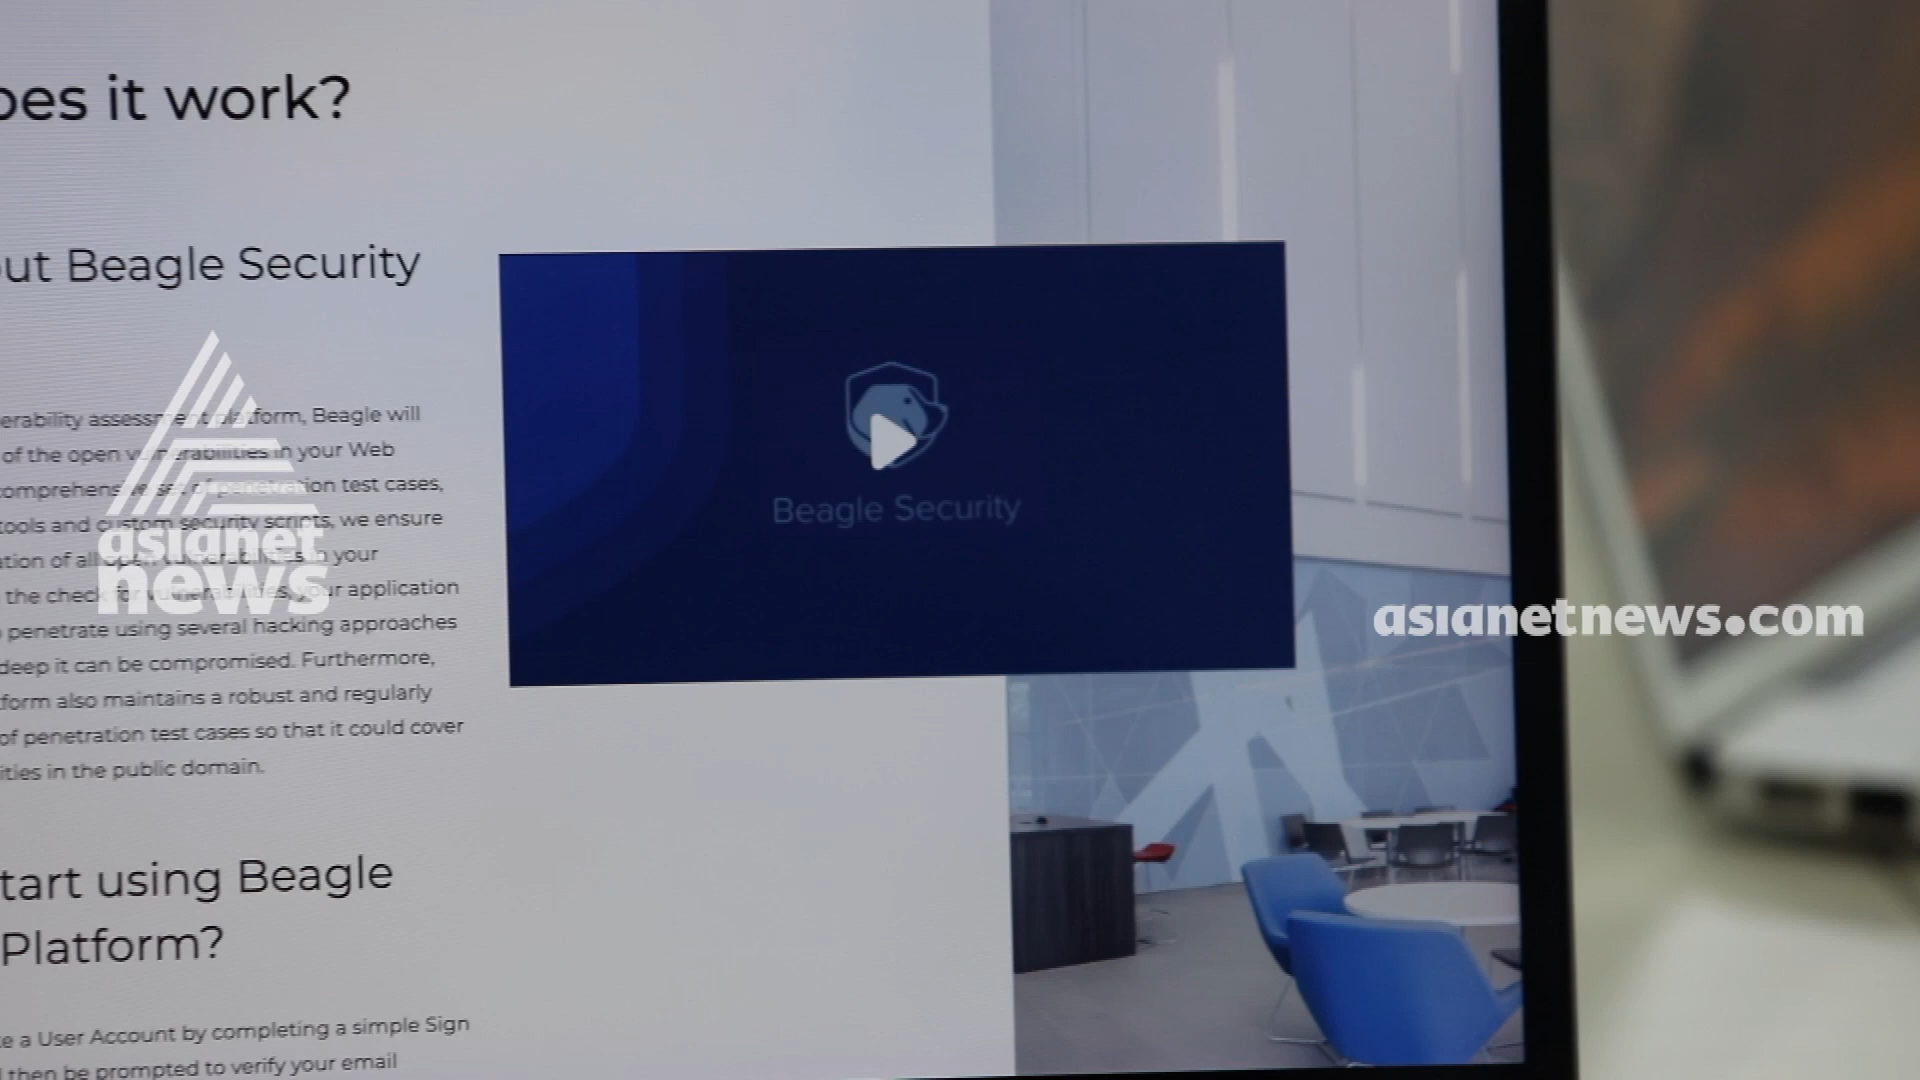 oes it work?
out Beagle Security
erability assessment platform, Beagle will
of the open vulnerabilities in your Web
comprehensive set of penetration test cases,
tools and custom security scripts, we ensure
ation of all open vulnerabilities in your
the check for vulnerabilities, your application
penetrate using several hacking approaches
deep it can be compromised. Furthermore,
tform also maintains a robust and regularly
of penetration test cases so that it could cover
ities in the public domain.
tart using Beagle
Platform?
te a User Account by completing a simple Sign
then be prompted to verify your email
Beagle Security
asianet
news
asianetnews.com